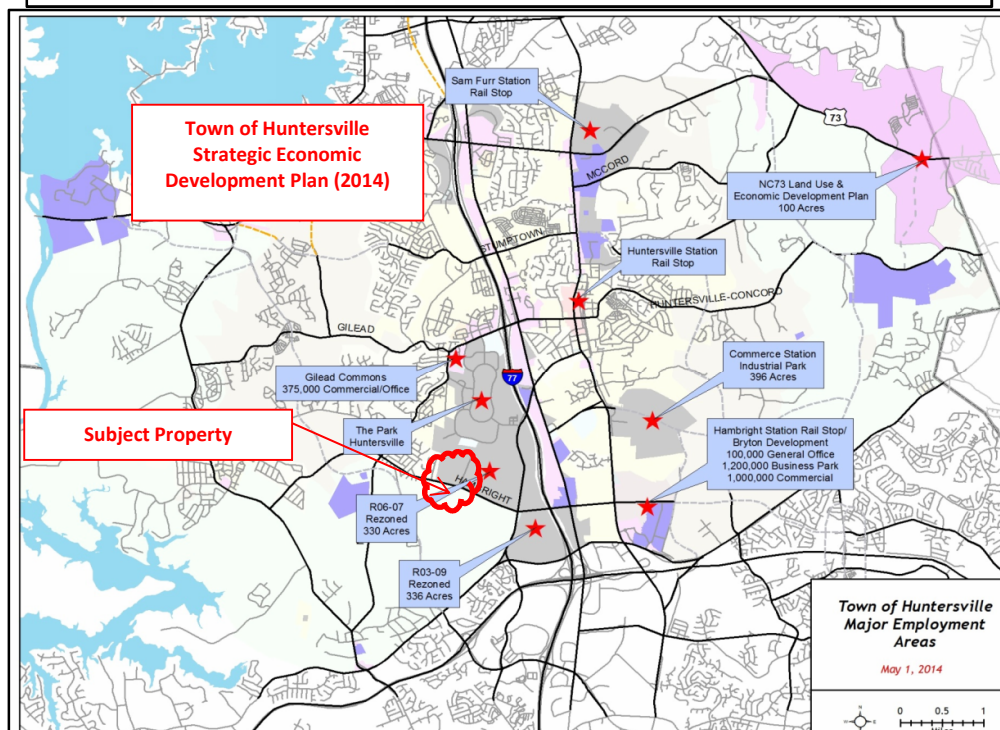 Sam Furr Station
Rail Stop
73
Town of Huntersville
Strategic Economic
Development Plan (2014)
MCCORD
NC73 Land Use &
Economic Development Plan
100 Acres
STUMPTOWN
Huntersville Station
Rail Stop
HUNTERSVILLE-CONCORD
GILEAD
Commerce Station
Industrial Park
396 Acres
77
Gilead Commons
375,000 Commercial/Office
The Park
Huntersville
Subject Property
Hambright Station Rail Stop/
Bryton Development
100,000 General Office
1,200,000 Business Park
1,000,000 Commercial
R06-07
Rezoned
330 Acres
R03-09
Rezoned
336 Acres
Town of Huntersville
Major Employment
Areas
May 1, 2014
N
W
E
0 0.5 1
Miles